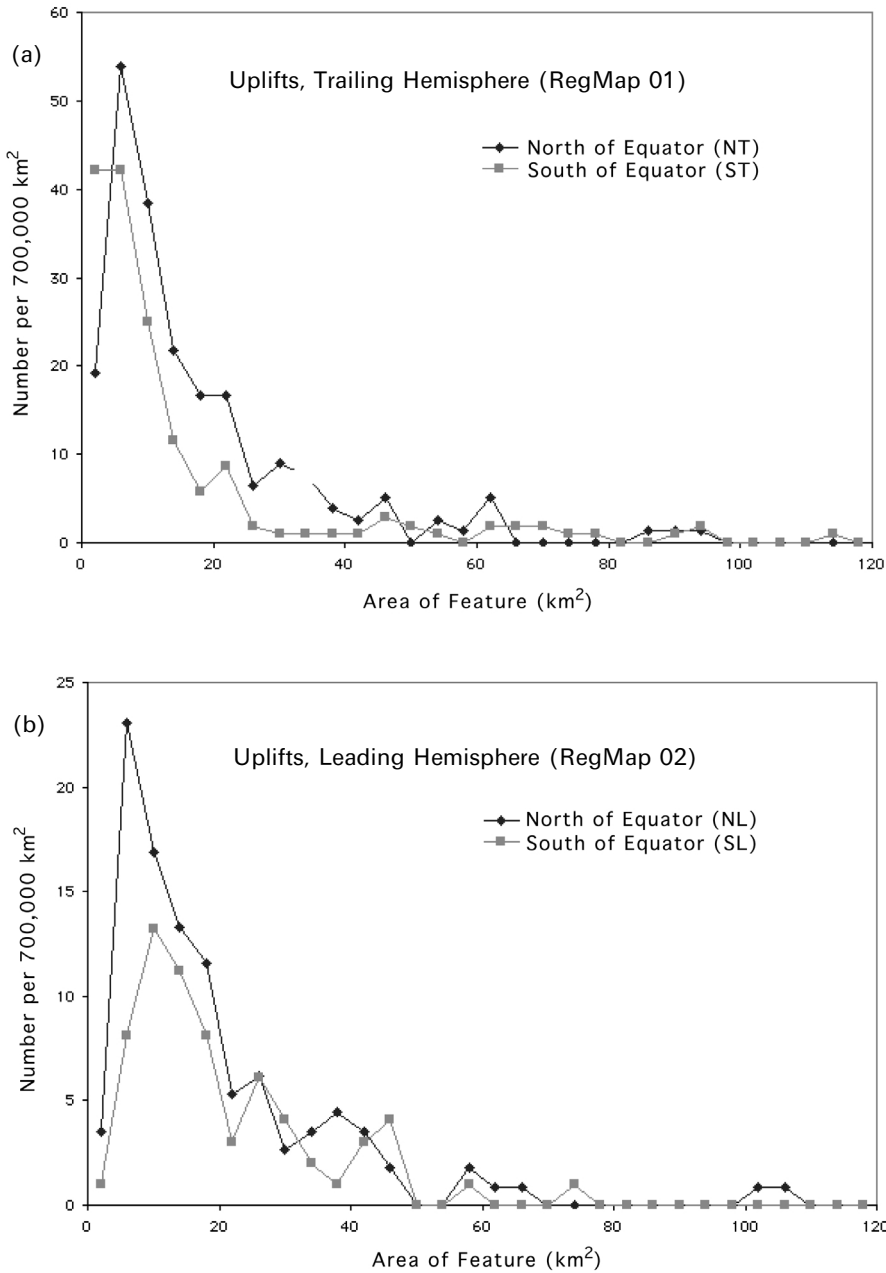 (a)
Uplifts, Trailing Hemisphere (RegMap 01)
North of Equator (NT)
South of Equator (ST)
Number per 700,000 km²
60
50
40
30
20
10
0
0 20 40 60 80 100 120
Area of Feature (km²)
(b)
Uplifts, Leading Hemisphere (RegMap 02)
North of Equator (NL)
South of Equator (SL)
Number per 700,000 km²
25
20
15
10
5
0
0 20 40 60 80 100 120
Area of Feature (km²)